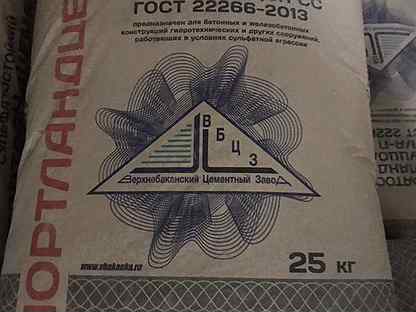 ГОСТ 22266-2013
предназначен для бетонных и железобетонных
конструкций гидротехнических и других сооружений,
работающих в условиях сульфатной агрессии
ПОРТЛАНДЦЕ
В
Б
Ц
З
Верхнебаканский Цементный Завод
25 кг